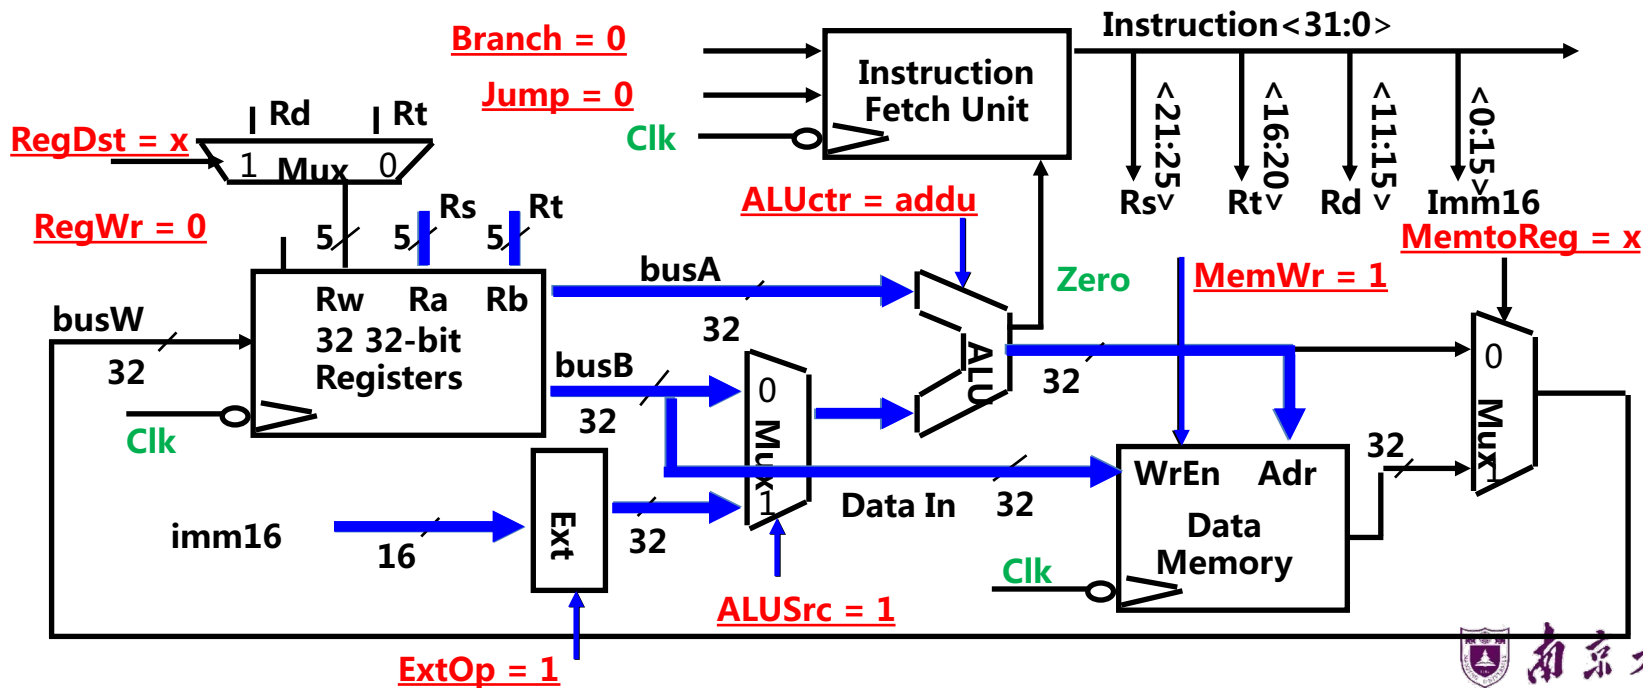 Instruction<31:0>
Branch = 0
Instruction
Fetch Unit
Jump = 0
Clk
<21:25>
<16:20>
<11:15>
<0:15>
Rs
Rt
Rd
Imm16
Rd
Rt
RegDst = x
1
Mux
0
RegWr = 0
5
5
Rs
5
Rt
ALUctr = addu
MemtoReg = x
busA
32
Zero
MemWr = 1
Rw
Ra
Rb
32 32-bit
Registers
busW
32
Clk
busB
32
0
Mux
1
ALU
32
0
Mux
1
32
WrEn
Adr
Data
Memory
Clk
Data In
32
imm16
16
Ext
32
ALUSrc = 1
ExtOp = 1
南京